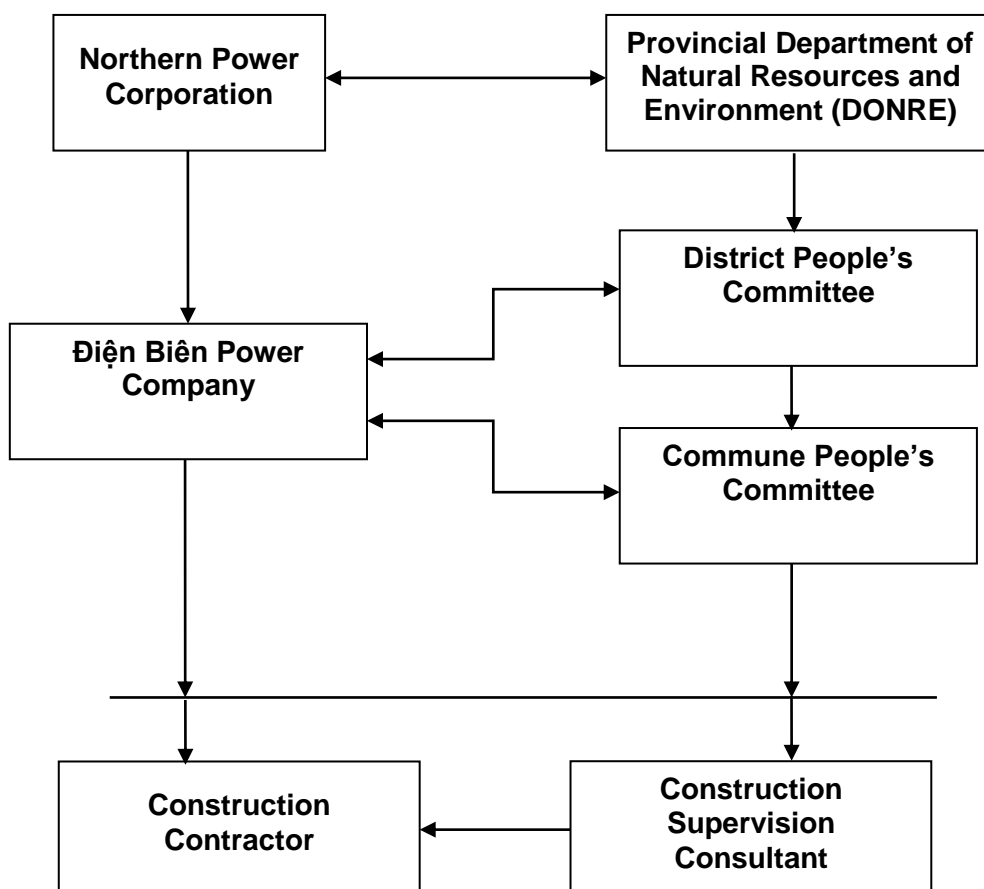 Northern Power
Corporation
Provincial Department of
Natural Resources and
Environment (DONRE)
District People’s
Committee
Điện Biên Power
Company
Commune People’s
Committee
Construction
Contractor
Construction
Supervision
Consultant